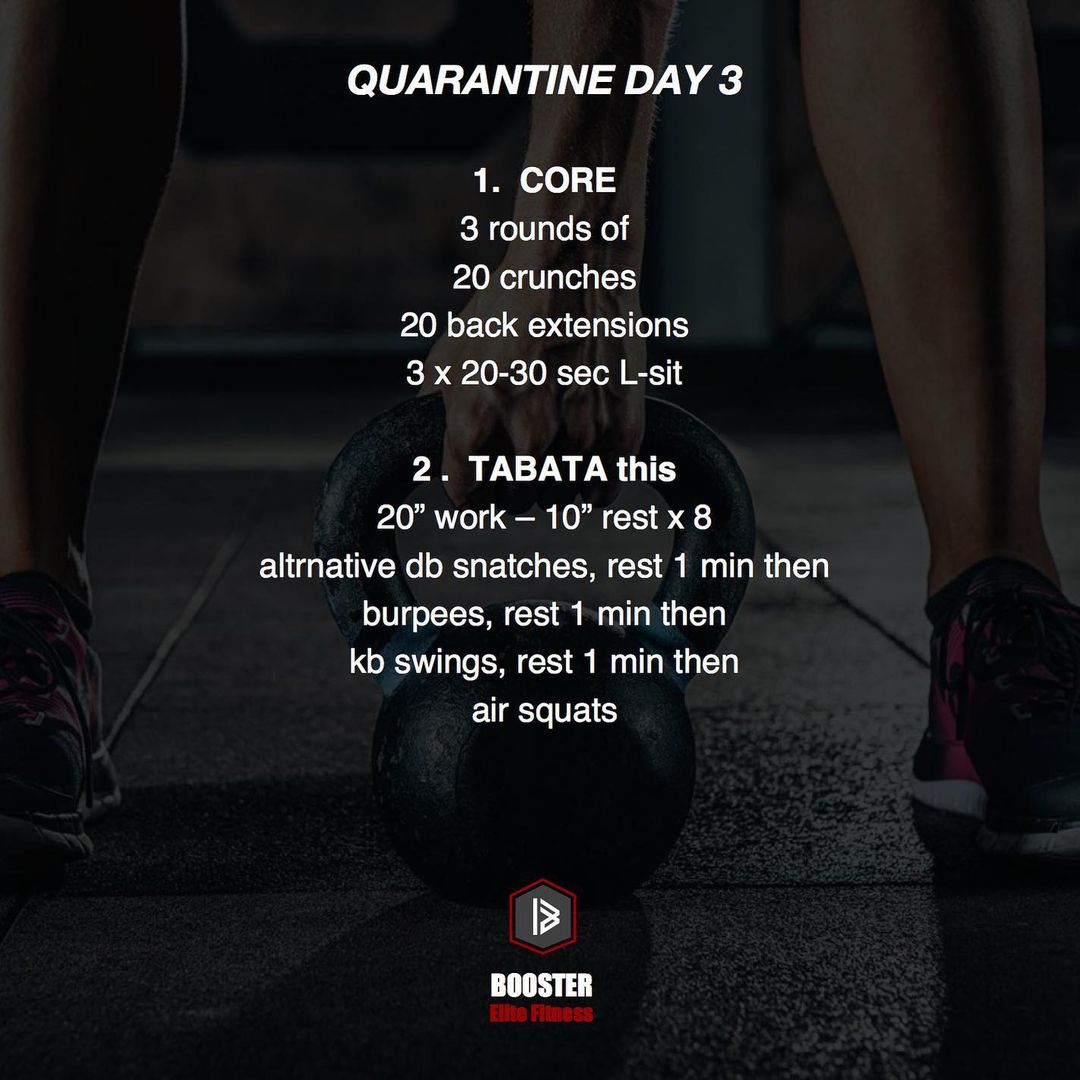 QUARANTINE DAY 3
1. CORE
3 rounds of
20 crunches
20 back extensions
3 x 20-30 sec L-sit
2 . TABATA this
20” work – 10” rest x 8
altrnative db snatches, rest 1 min then
burpees, rest 1 min then
kb swings, rest 1 min then
air squats
BOOSTER
Elite Fitness